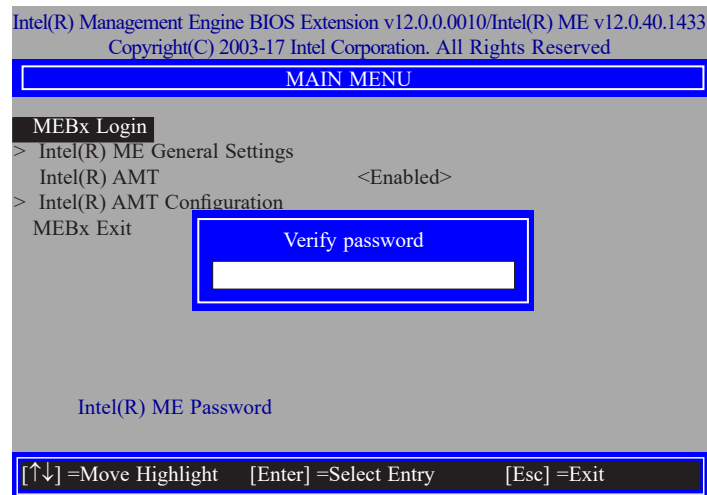 Intel(R) Management Engine BIOS Extension v12.0.0.0010/Intel(R) ME v12.0.40.1433
Copyright(C) 2003-17 Intel Corporation. All Rights Reserved
MAIN MENU
MEBx Login
> Intel(R) ME General Settings
Intel(R) AMT <Enabled>
> Intel(R) AMT Configuration
MEBx Exit
Verify password
Intel(R) ME Password
[↑↓] =Move Highlight [Enter] =Select Entry [Esc] =Exit